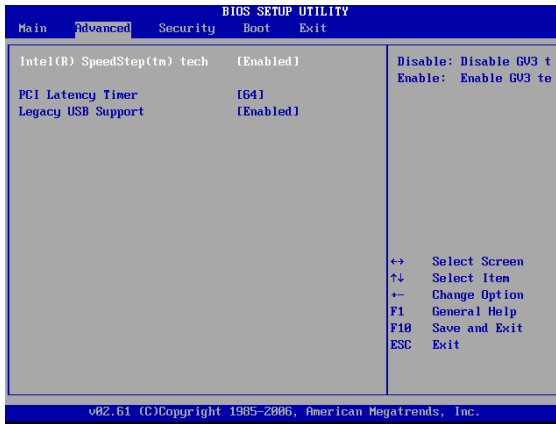 BIOS SETUP UTILITY
Main Advanced Security Boot Exit
Intel(R) SpeedStep(tm) tech [Enabled]
PCI Latency Timer [64]
Legacy USB Support [Enabled]
Disable: Disable GV3 t
Enable: Enable GV3 te
↔ Select Screen
↑↓ Select Item
+- Change Option
F1 General Help
F10 Save and Exit
ESC Exit
v02.61 (C)Copyright 1985-2006, American Megatrends, Inc.